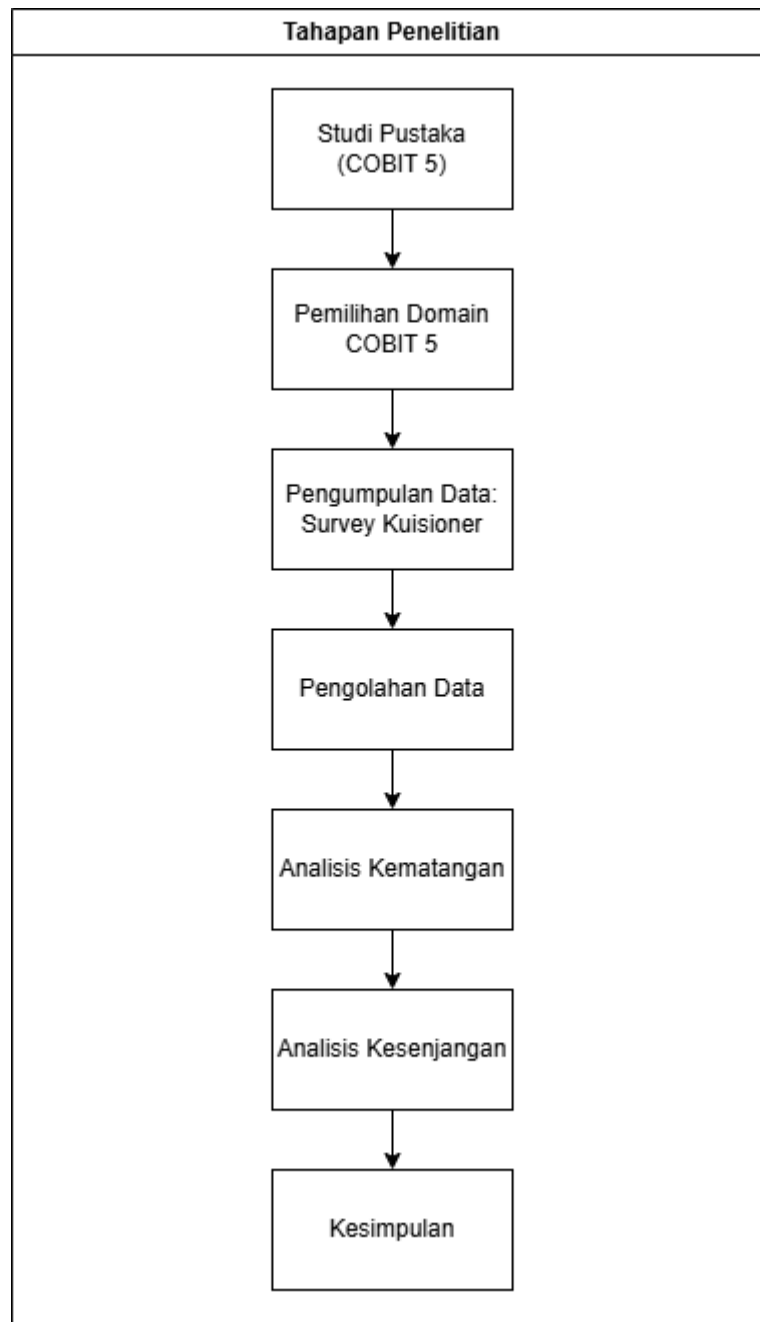 Tahapan Penelitian
Studi Pustaka
(COBIT 5)
Pemilihan Domain
COBIT 5
Pengumpulan Data:
Survey Kuisioner
Pengolahan Data
Analisis Kematangan
Analisis Kesenjangan
Kesimpulan